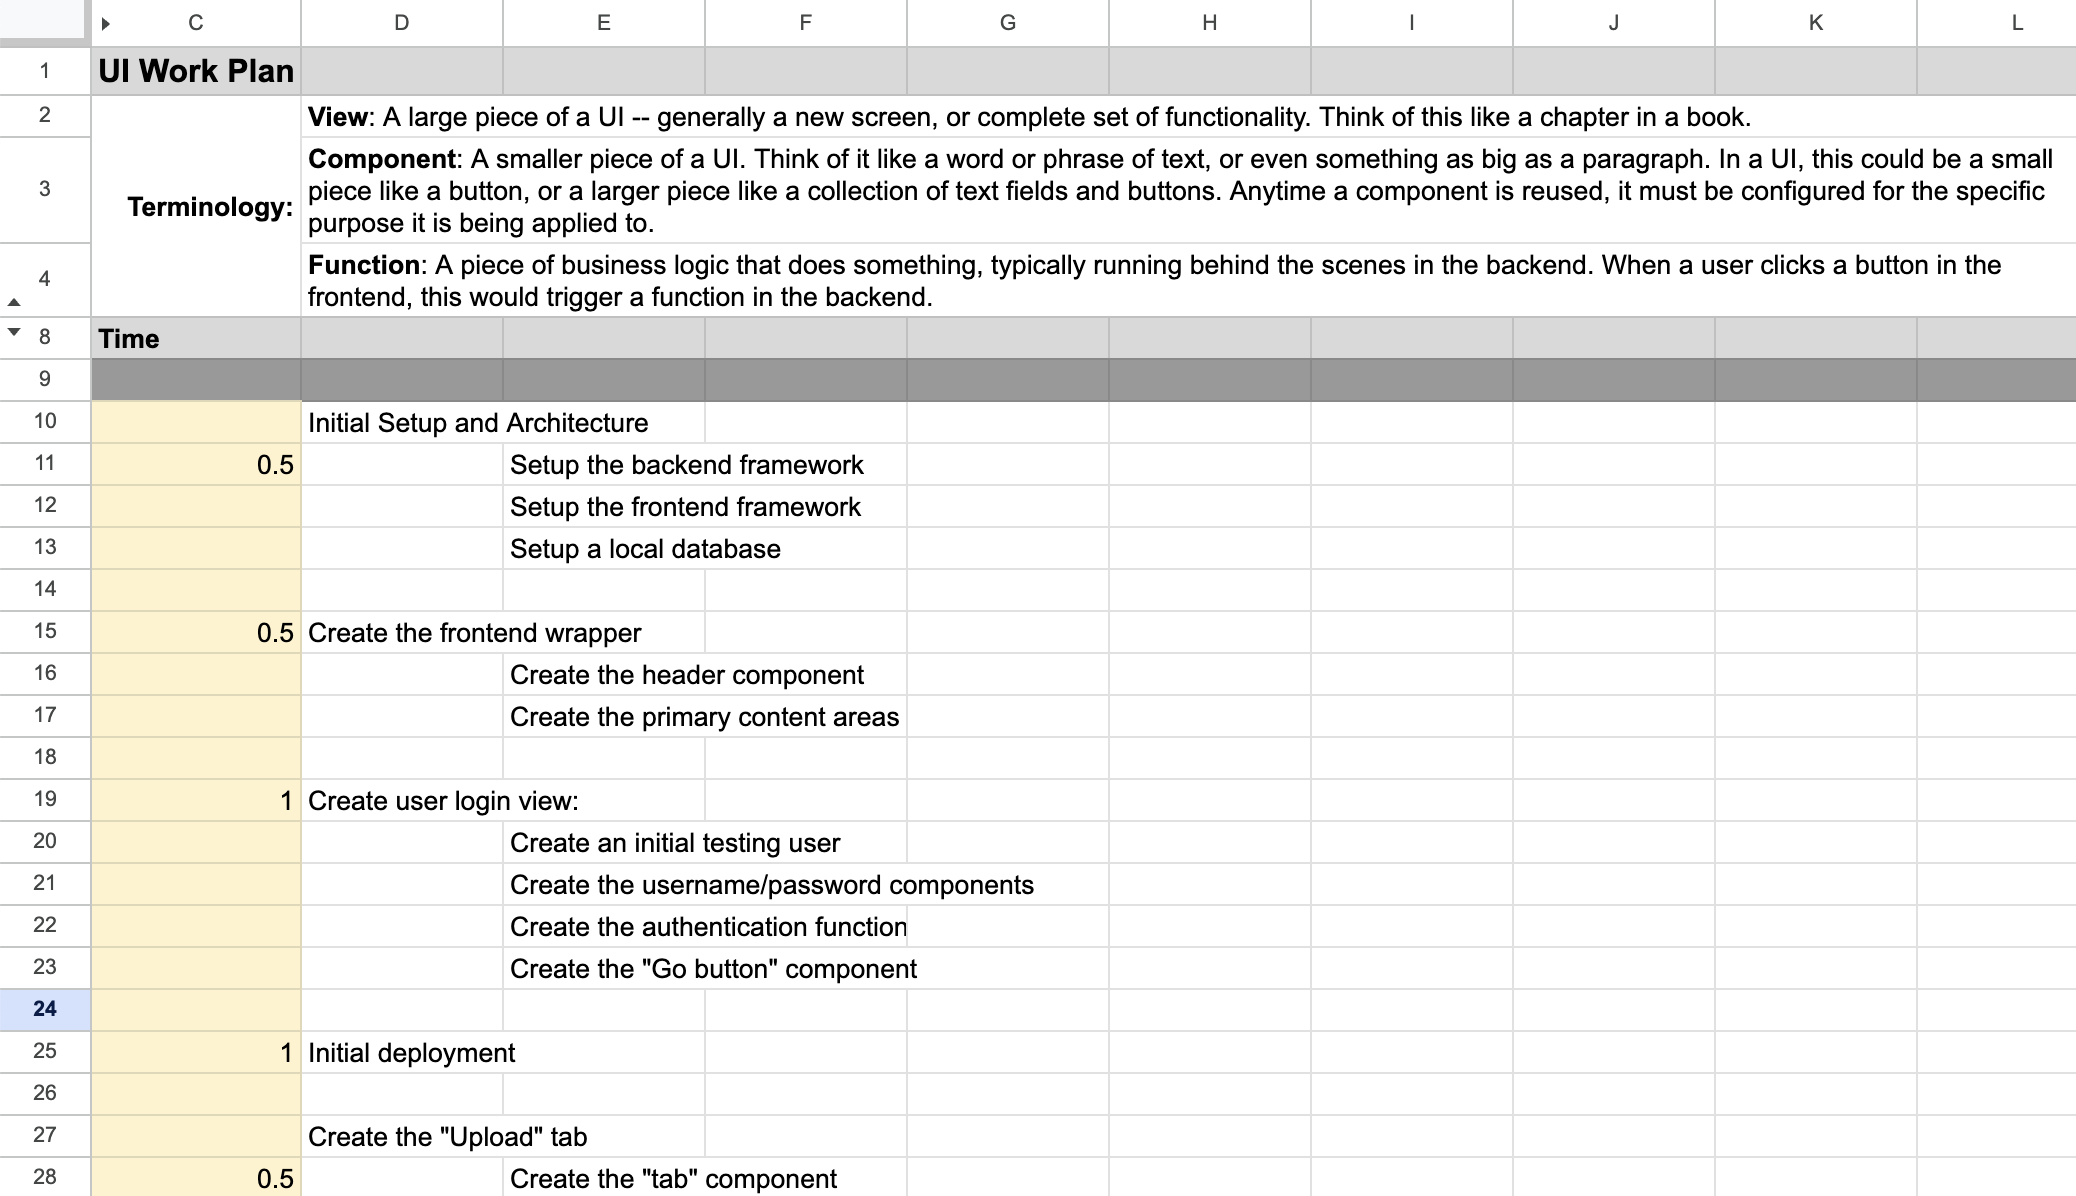 C D E F G H I J K L
1 UI Work Plan
2 View: A large piece of a UI -- generally a new screen, or complete set of functionality. Think of this like a chapter in a book.
Component: A smaller piece of a UI. Think of it like a word or phrase of text, or even something as big as a paragraph. In a UI, this could be a small
3 Terminology: piece like a button, or a larger piece like a collection of text fields and buttons. Anytime a component is reused, it must be configured for the specific
purpose it is being applied to.
4 Function: A piece of business logic that does something, typically running behind the scenes in the backend. When a user clicks a button in the
frontend, this would trigger a function in the backend.
8 Time
9
10 Initial Setup and Architecture
11 0.5 Setup the backend framework
12 Setup the frontend framework
13 Setup a local database
14
15 0.5 Create the frontend wrapper
16 Create the header component
17 Create the primary content areas
18
19 1 Create user login view:
20 Create an initial testing user
21 Create the username/password components
22 Create the authentication function
23 Create the "Go button" component
24
25 1 Initial deployment
26
27 Create the "Upload" tab
28 0.5 Create the "tab" component